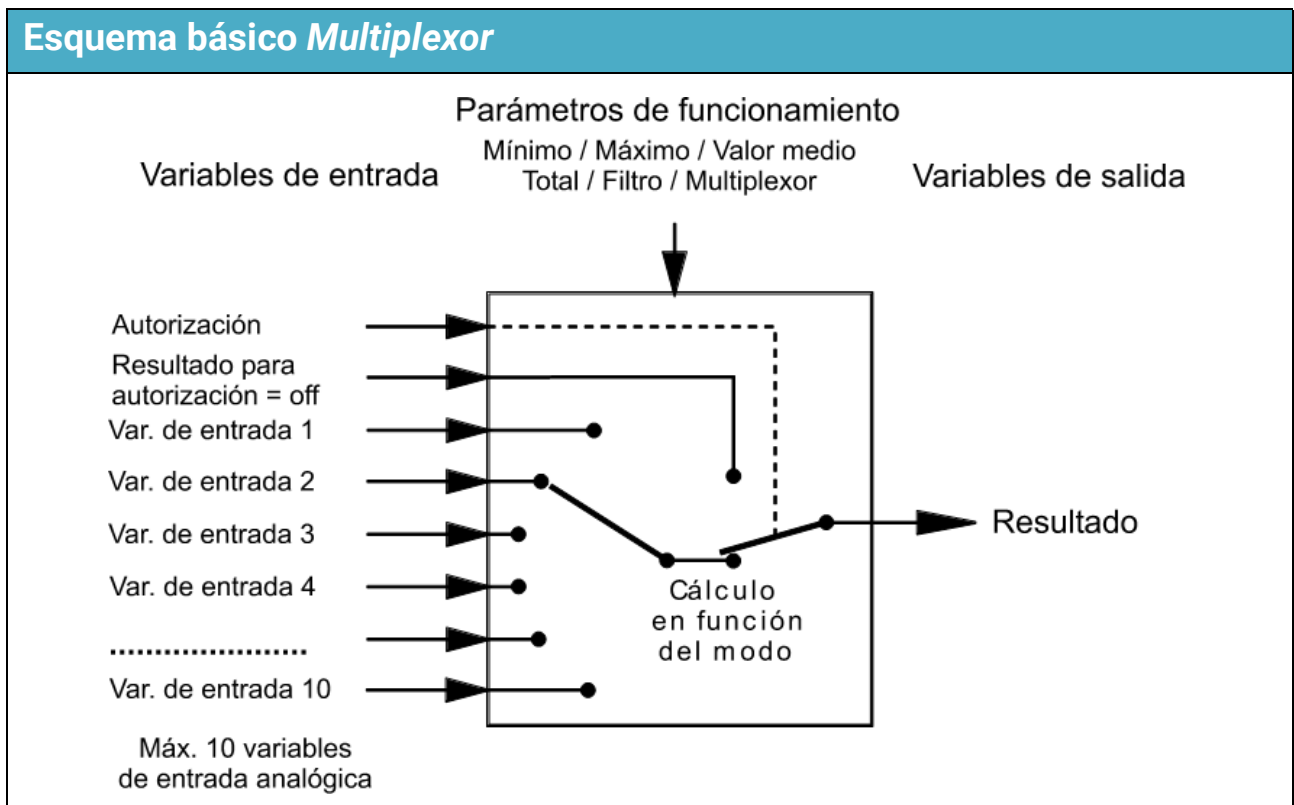 Esquema básico Multiplexor
Parámetros de funcionamiento
Mínimo / Máximo / Valor medio
Total / Filtro / Multiplexor
Variables de entrada
Variables de salida
Autorización
Resultado para
autorización = off
Var. de entrada 1
Var. de entrada 2
Var. de entrada 3
Var. de entrada 4
.......................
Var. de entrada 10
Máx. 10 variables
de entrada analógica
Cálculo
en función
del modo
Resultado